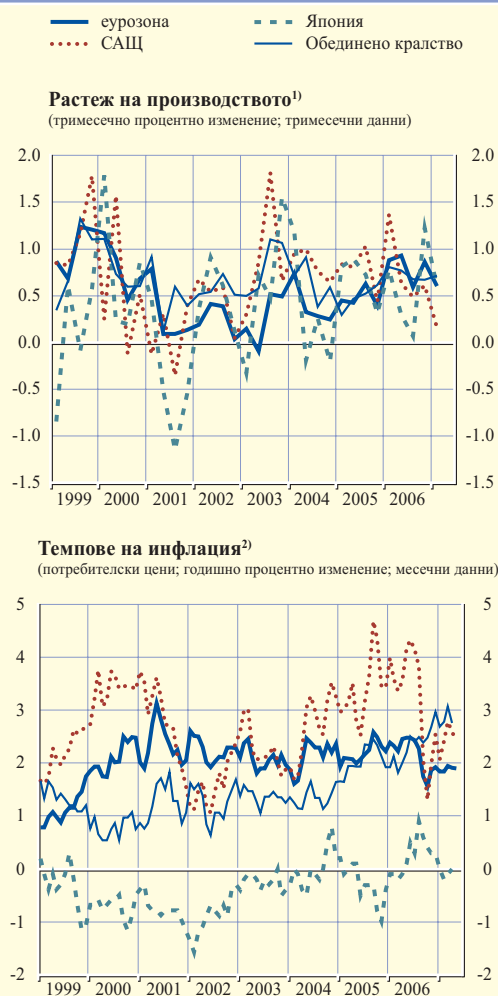 еурозона
Япония
САЩ
Обединено кралство
Растеж на производството1)
(тримесечно процентно изменение; тримесечни данни)
2.0 2.0
1.5 1.5
1.0 1.0
0.5 0.5
0.0 0.0
-0.5 -0.5
-1.0 -1.0
-1.5 -1.5
1999 2000 2001 2002 2003 2004 2005 2006
Темпове на инфлация2)
(потребителски цени; годишно процентно изменение; месечни данни)
5 5
4 4
3 3
2 2
1 1
0 0
-1 -1
-2 -2
1999 2000 2001 2002 2003 2004 2005 2006